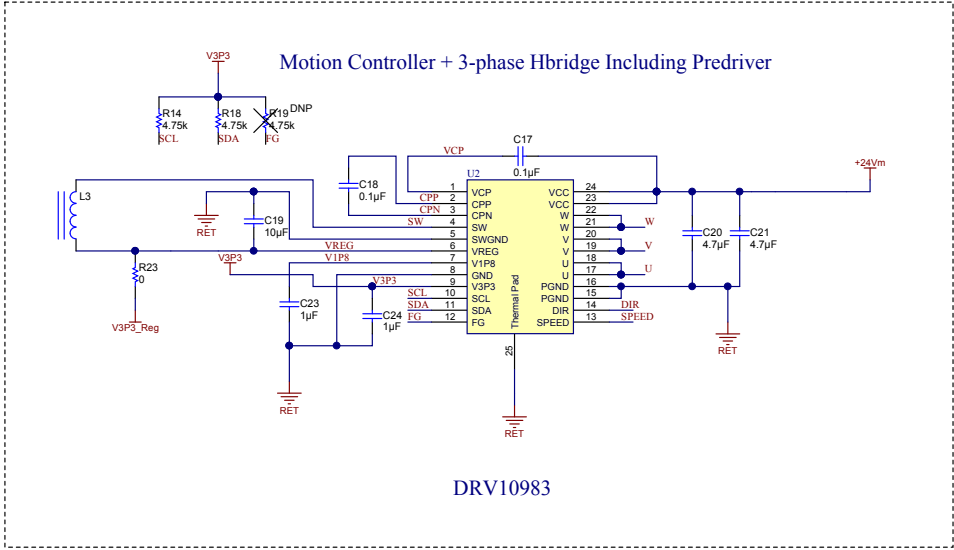 V3P3
Motion Controller + 3-phase Hbridge Including Predriver
R14
4.75k
SCL
R18
4.75k
SDA
R19
4.75k
FG
DNP
VCP
C17
0.1µF
+24Vm
C18
0.1µF
CPP
CPN
SW
L3
RET
C19
10µF
VREG
V1P8
V3P3
V3P3
R23
0
V3P3_Reg
C23
1µF
C24
1µF
SCL
SDA
FG
RET
U2
1 VCP VCC 24
2 CPP VCC 23
3 CPN W 22
4 SW W 21
5 SWGND V 20
6 VREG V 19
7 V1P8 U 18
8 GND U 17
9 V3P3 PGND 16
10 SCL PGND 15
11 SDA DIR 14
12 FG SPEED 13
Thermal Pad
25
RET
W
V
U
DIR
SPEED
C20
4.7µF
C21
4.7µF
RET
DRV10983